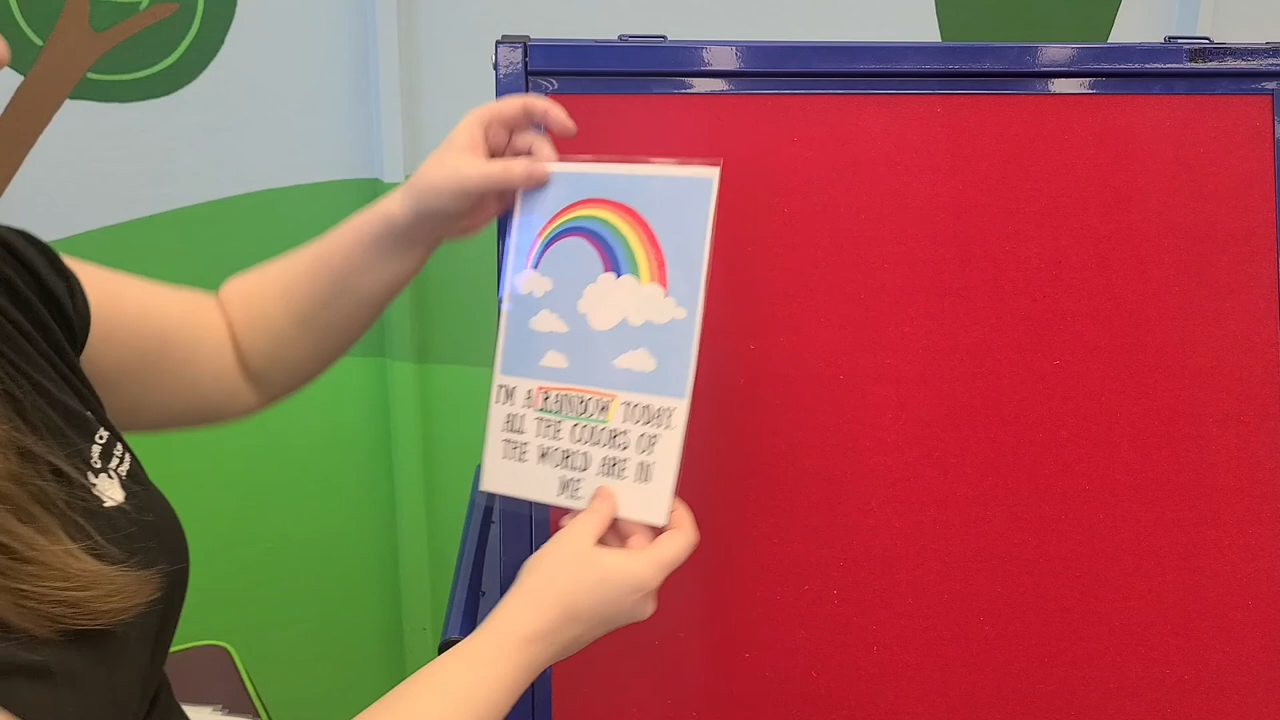 I'M A RAINBOW TODAY.
ALL THE COLORS OF
THE WORLD ARE IN
ME.